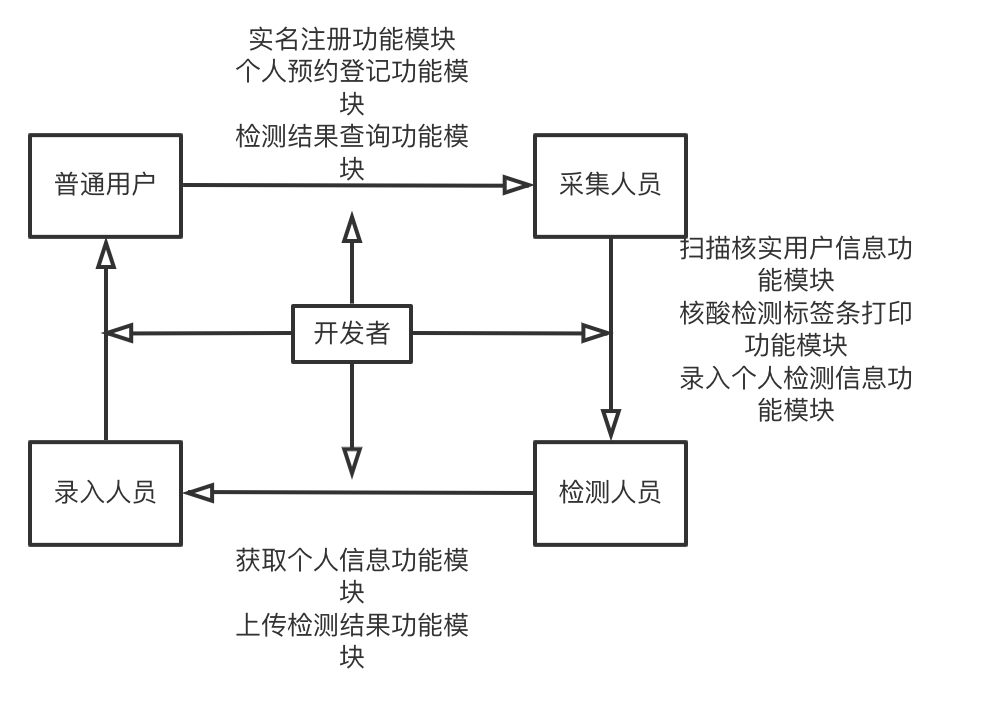 实名注册功能模块
个人预约登记功能模
块
检测结果查询功能模
块
普通用户
采集人员
扫描核实用户信息功
能模块
核酸检测标签条打印
功能模块
录入个人检测信息功
能模块
开发者
录入人员
检测人员
获取个人信息功能模
块
上传检测结果功能模
块